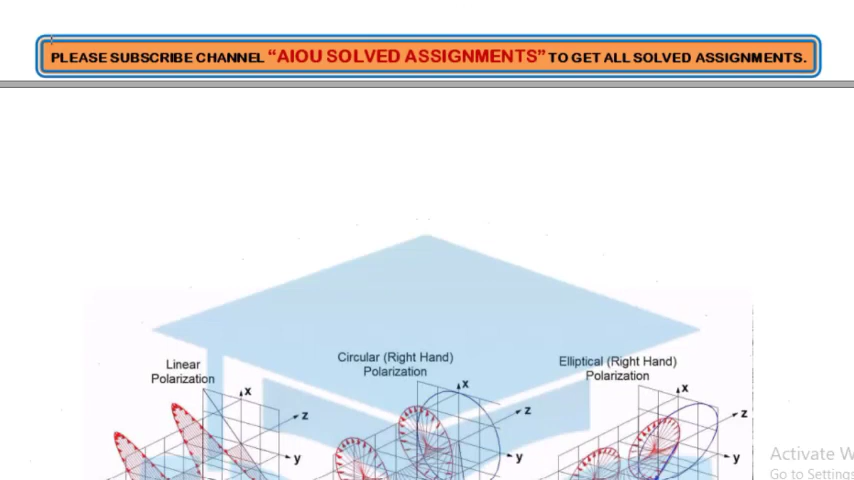 PLEASE SUBSCRIBE CHANNEL “AIOU SOLVED ASSIGNMENTS” TO GET ALL SOLVED ASSIGNMENTS.
Linear
Polarization
Circular (Right Hand)
Polarization
Elliptical (Right Hand)
Polarization
x
z
y
x
z
y
x
z
y
Activate W
Go to Settings